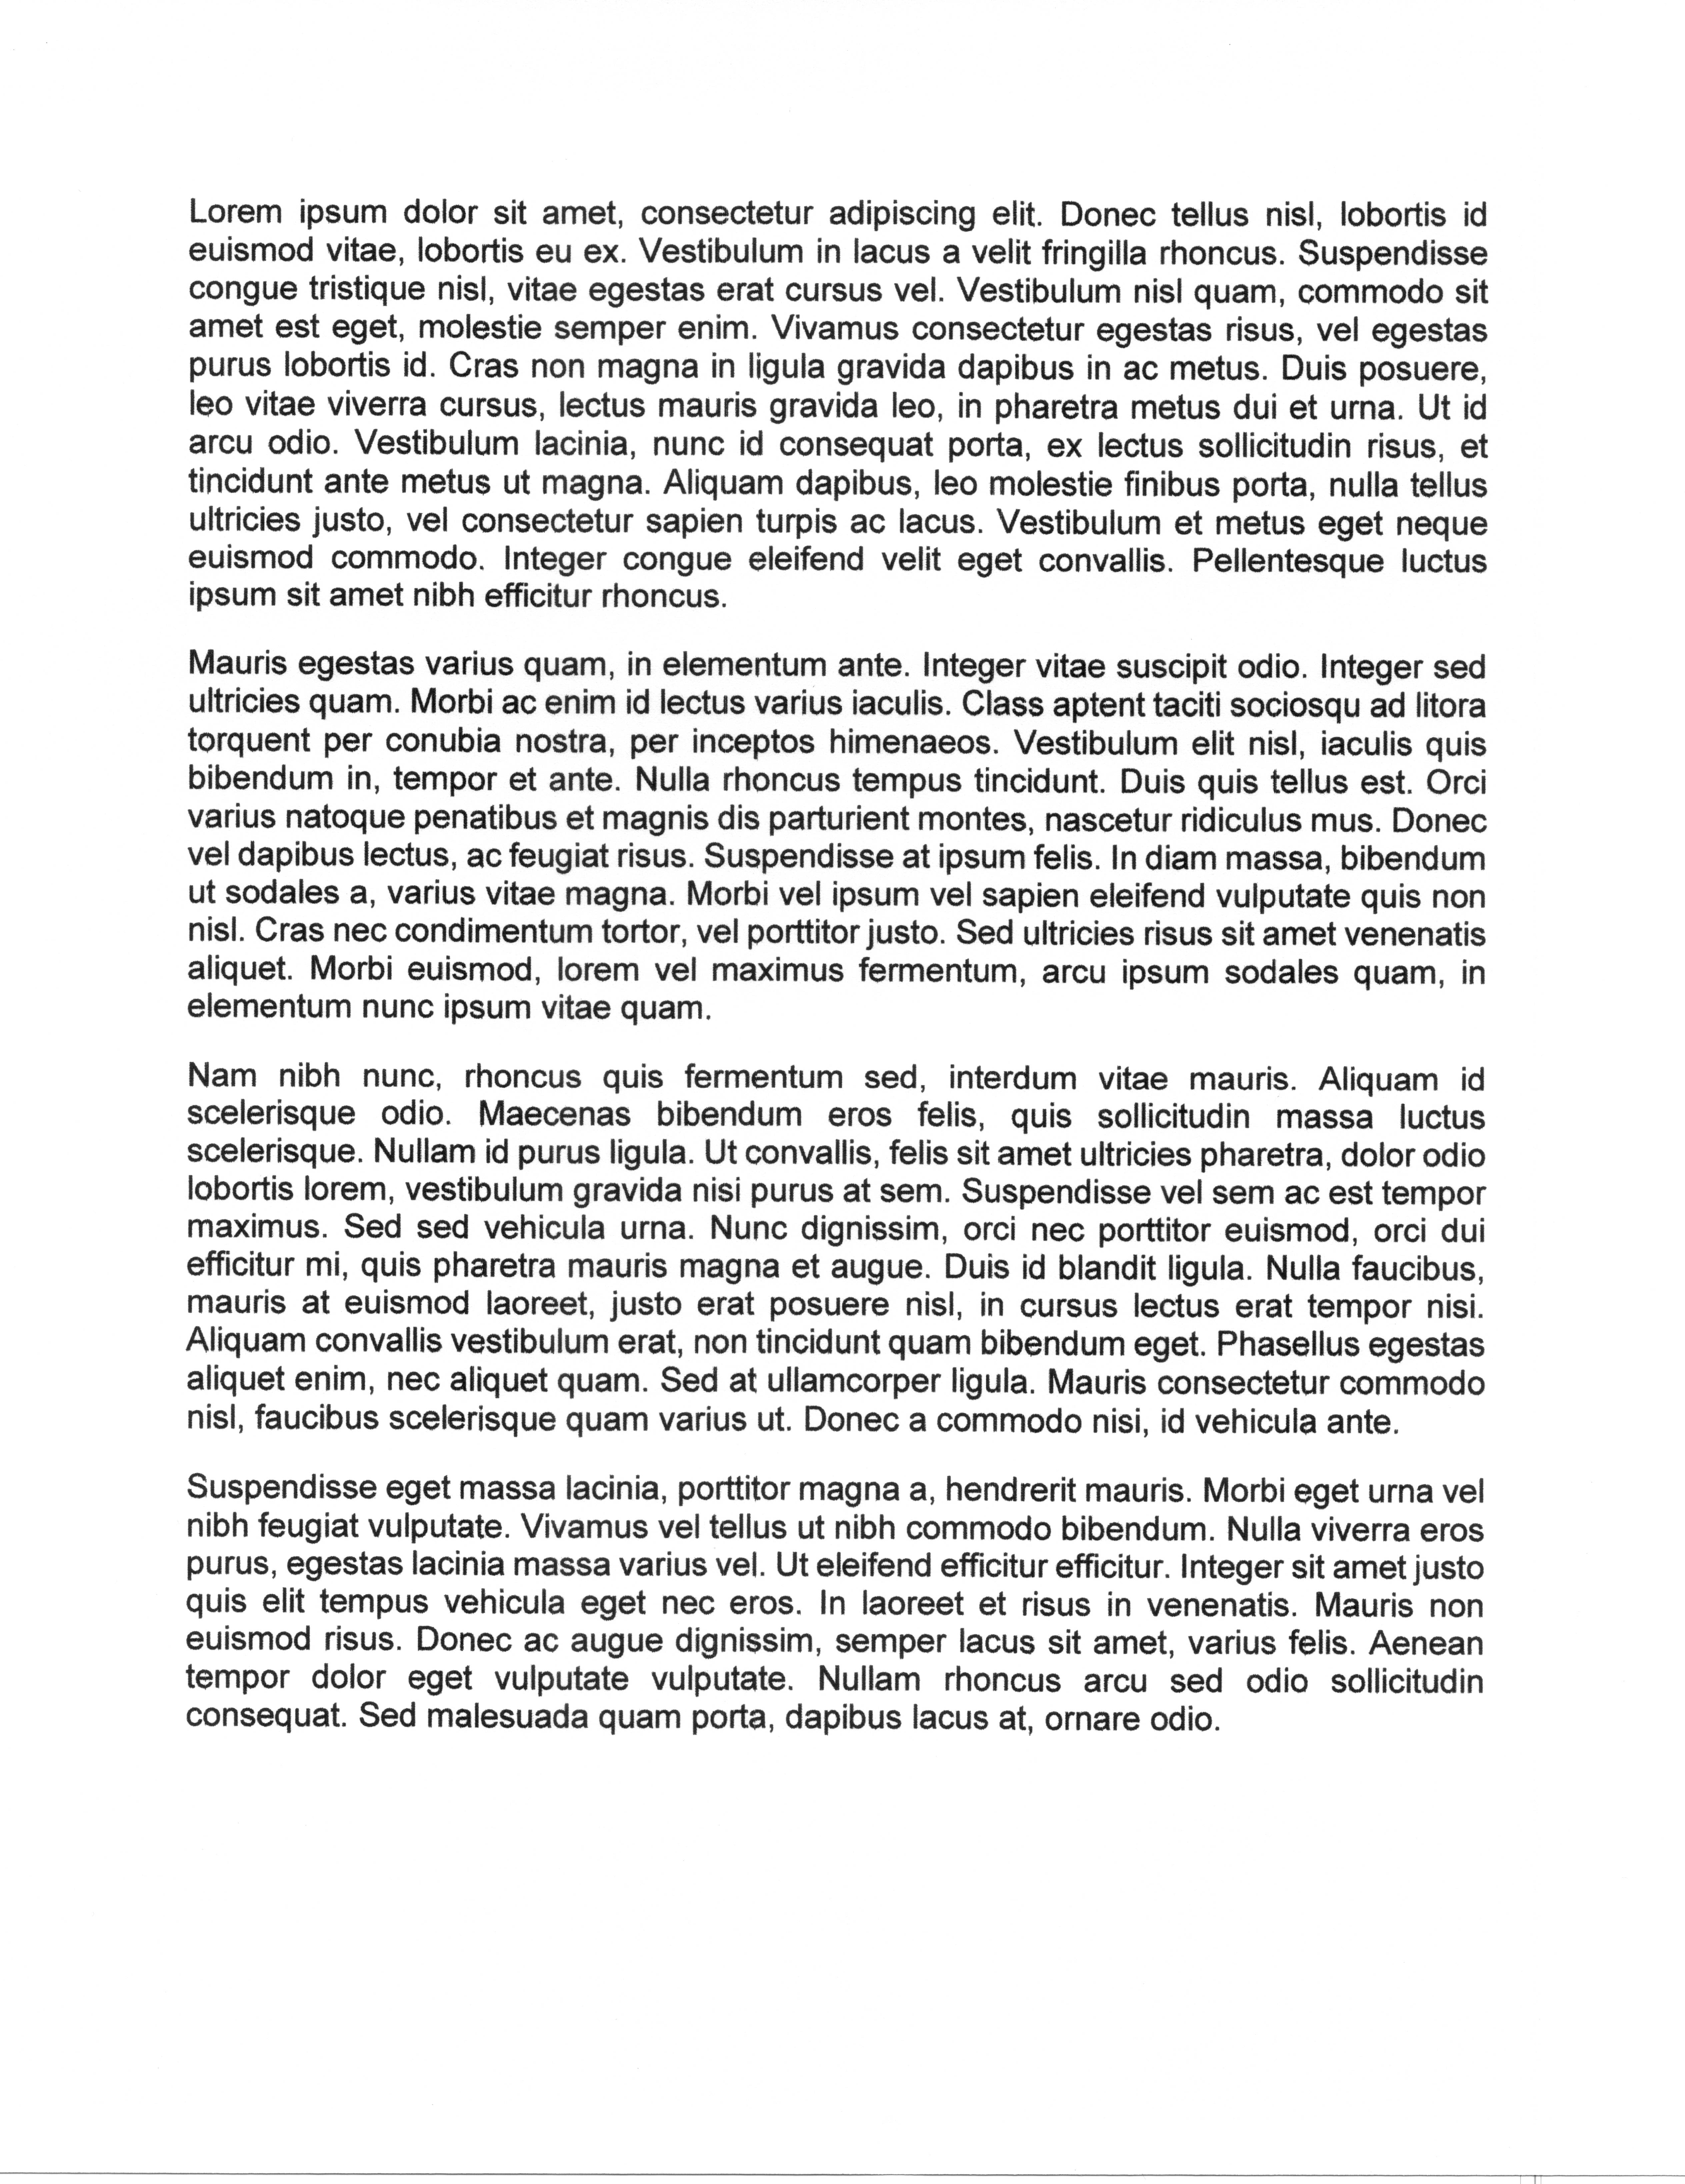 Lorem ipsum dolor sit amet, consectetur adipiscing elit. Donec tellus nisl, lobortis id
euismod vitae, lobortis eu ex. Vestibulum in lacus a velit fringilla rhoncus. Suspendisse
congue tristique nisl, vitae egestas erat cursus vel. Vestibulum nisl quam, commodo sit
amet est eget, molestie semper enim. Vivamus consectetur egestas risus, vel egestas
purus lobortis id. Cras non magna in ligula gravida dapibus in ac metus. Duis posuere,
leo vitae viverra cursus, lectus mauris gravida leo, in pharetra metus dui et urna. Ut id
arcu odio. Vestibulum lacinia, nunc id consequat porta, ex lectus sollicitudin risus, et
tincidunt ante metus ut magna. Aliquam dapibus, leo molestie finibus porta, nulla tellus
ultricies justo, vel consectetur sapien turpis ac lacus. Vestibulum et metus eget neque
euismod commodo. Integer congue eleifend velit eget convallis. Pellentesque luctus
ipsum sit amet nibh efficitur rhoncus.
Mauris egestas varius quam, in elementum ante. Integer vitae suscipit odio. Integer sed
ultricies quam. Morbi ac enim id lectus varius iaculis. Class aptent taciti sociosqu ad litora
torquent per conubia nostra, per inceptos himenaeos. Vestibulum elit nisl, iaculis quis
bibendum in, tempor et ante. Nulla rhoncus tempus tincidunt. Duis quis tellus est. Orci
varius natoque penatibus et magnis dis parturient montes, nascetur ridiculus mus. Donec
vel dapibus lectus, ac feugiat risus. Suspendisse at ipsum felis. In diam massa, bibendum
ut sodales a, varius vitae magna. Morbi vel ipsum vel sapien eleifend vulputate quis non
nisl. Cras nec condimentum tortor, vel porttitor justo. Sed ultricies risus sit amet venenatis
aliquet. Morbi euismod, lorem vel maximus fermentum, arcu ipsum sodales quam, in
elementum nunc ipsum vitae quam.
Nam nibh nunc, rhoncus quis fermentum sed, interdum vitae mauris. Aliquam id
scelerisque odio. Maecenas bibendum eros felis, quis sollicitudin massa luctus
scelerisque. Nullam id purus ligula. Ut convallis, felis sit amet ultricies pharetra, dolor odio
lobortis lorem, vestibulum gravida nisi purus at sem. Suspendisse vel sem ac est tempor
maximus. Sed sed vehicula urna. Nunc dignissim, orci nec porttitor euismod, orci dui
efficitur mi, quis pharetra mauris magna et augue. Duis id blandit ligula. Nulla faucibus,
mauris at euismod laoreet, justo erat posuere nisl, in cursus lectus erat tempor nisi.
Aliquam convallis vestibulum erat, non tincidunt quam bibendum eget. Phasellus egestas
aliquet enim, nec aliquet quam. Sed at ullamcorper ligula. Mauris consectetur commodo
nisl, faucibus scelerisque quam varius ut. Donec a commodo nisi, id vehicula ante.
Suspendisse eget massa lacinia, porttitor magna a, hendrerit mauris. Morbi eget urna vel
nibh feugiat vulputate. Vivamus vel tellus ut nibh commodo bibendum. Nulla viverra eros
purus, egestas lacinia massa varius vel. Ut eleifend efficitur efficitur. Integer sit amet justo
quis elit tempus vehicula eget nec eros. In laoreet et risus in venenatis. Mauris non
euismod risus. Donec ac augue dignissim, semper lacus sit amet, varius felis. Aenean
tempor dolor eget vulputate vulputate. Nullam rhoncus arcu sed odio sollicitudin
consequat. Sed malesuada quam porta, dapibus lacus at, ornare odio.